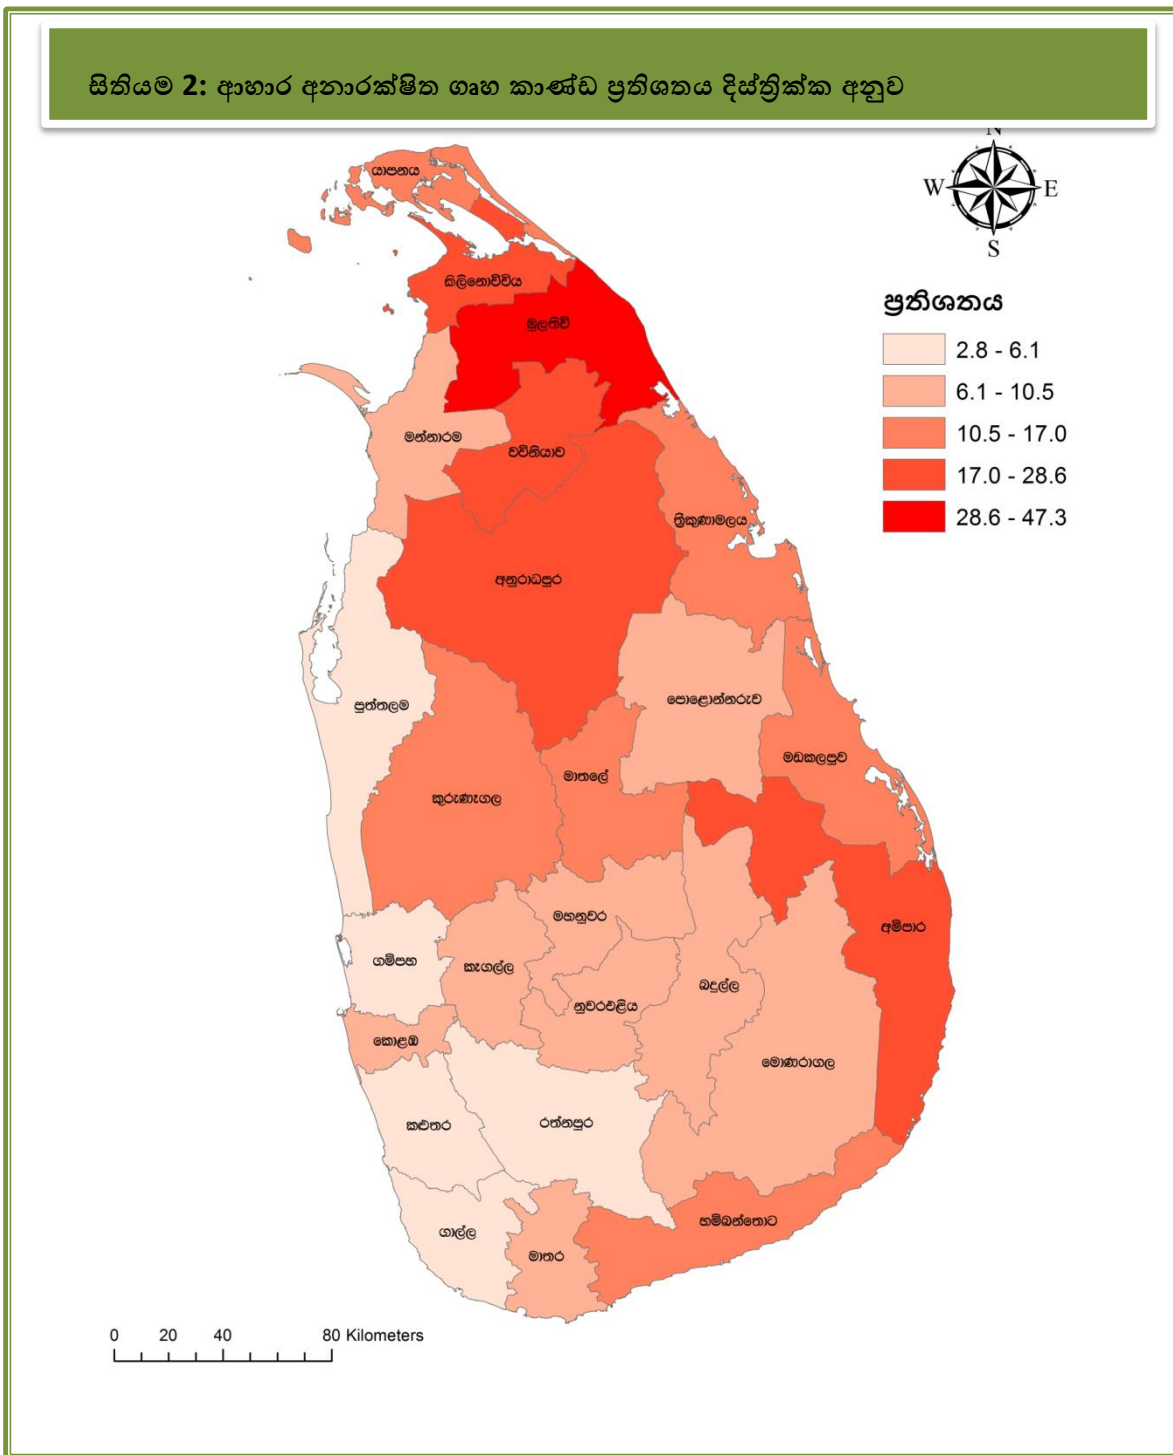 සිතියම 2: ආහාර අනාරක්ෂිත ගෘහ කාණ්ඩ ප්‍රතිශතය දිස්ත්‍රික්ක අනුව
N
W
E
S
ප්‍රතිශතය
2.8 - 6.1
6.1 - 10.5
10.5 - 17.0
17.0 - 28.6
28.6 - 47.3
යාපනය
කිලිනොච්චිය
මුලතිව්
මන්නාරම
වව්නියාව
ත්‍රිකුණාමලය
අනුරාධපුර
පොළොන්නරුව
පුත්තලම
මඩකලපුව
මාතලේ
කුරුණෑගල
මහනුවර
අම්පාර
ගම්පහ
කෑගල්ල
බදුල්ල
නුවරඑළිය
කොළඹ
මොණරාගල
කළුතර
රත්නපුර
හම්බන්තොට
ගාල්ල
මාතර
0 20 40 80 Kilometers